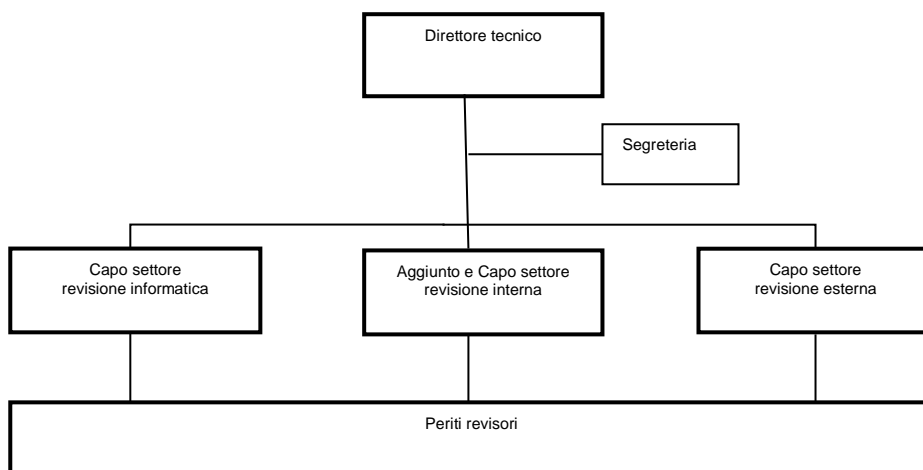 Direttore tecnico
Segreteria
Capo settore
revisione informatica
Aggiunto e Capo settore
revisione interna
Capo settore
revisione esterna
Periti revisori